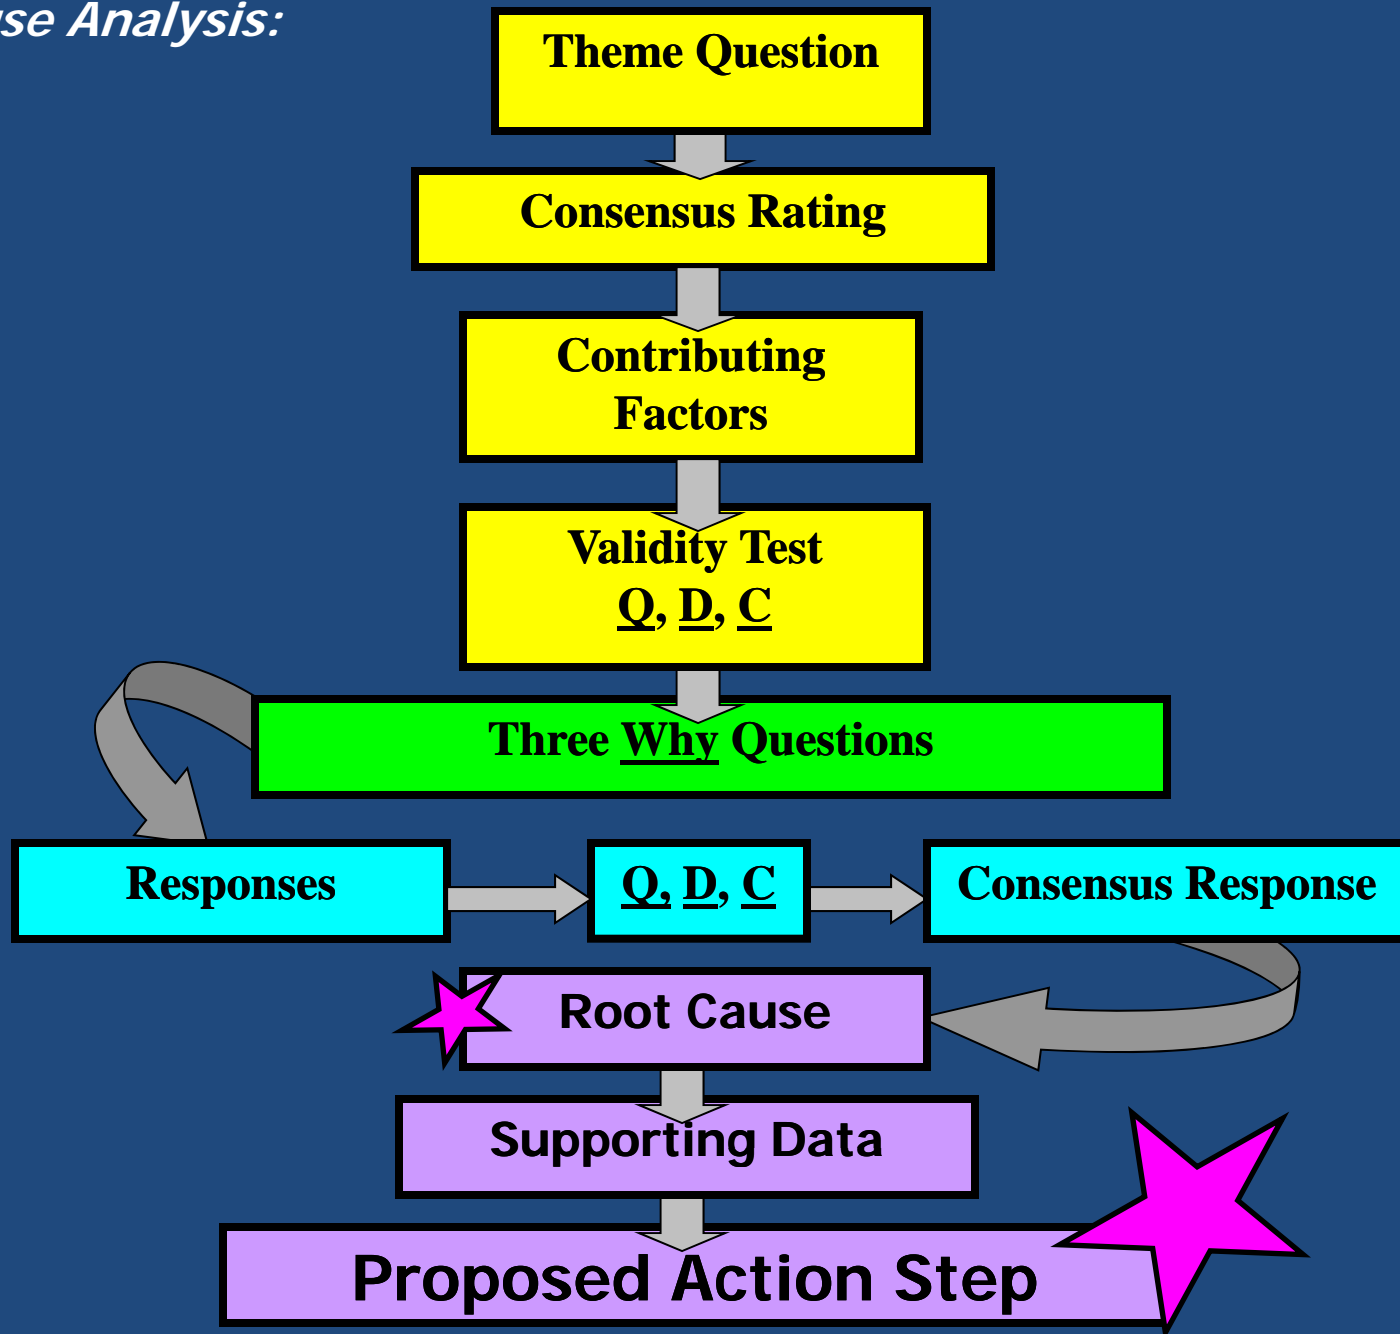 Analysis:
Theme Question
Consensus Rating
Contributing
Factors
Validity Test
Q, D, C
Three Why Questions
Responses
Q, D, C
Consensus Response
Root Cause
Supporting Data
Proposed Action Step